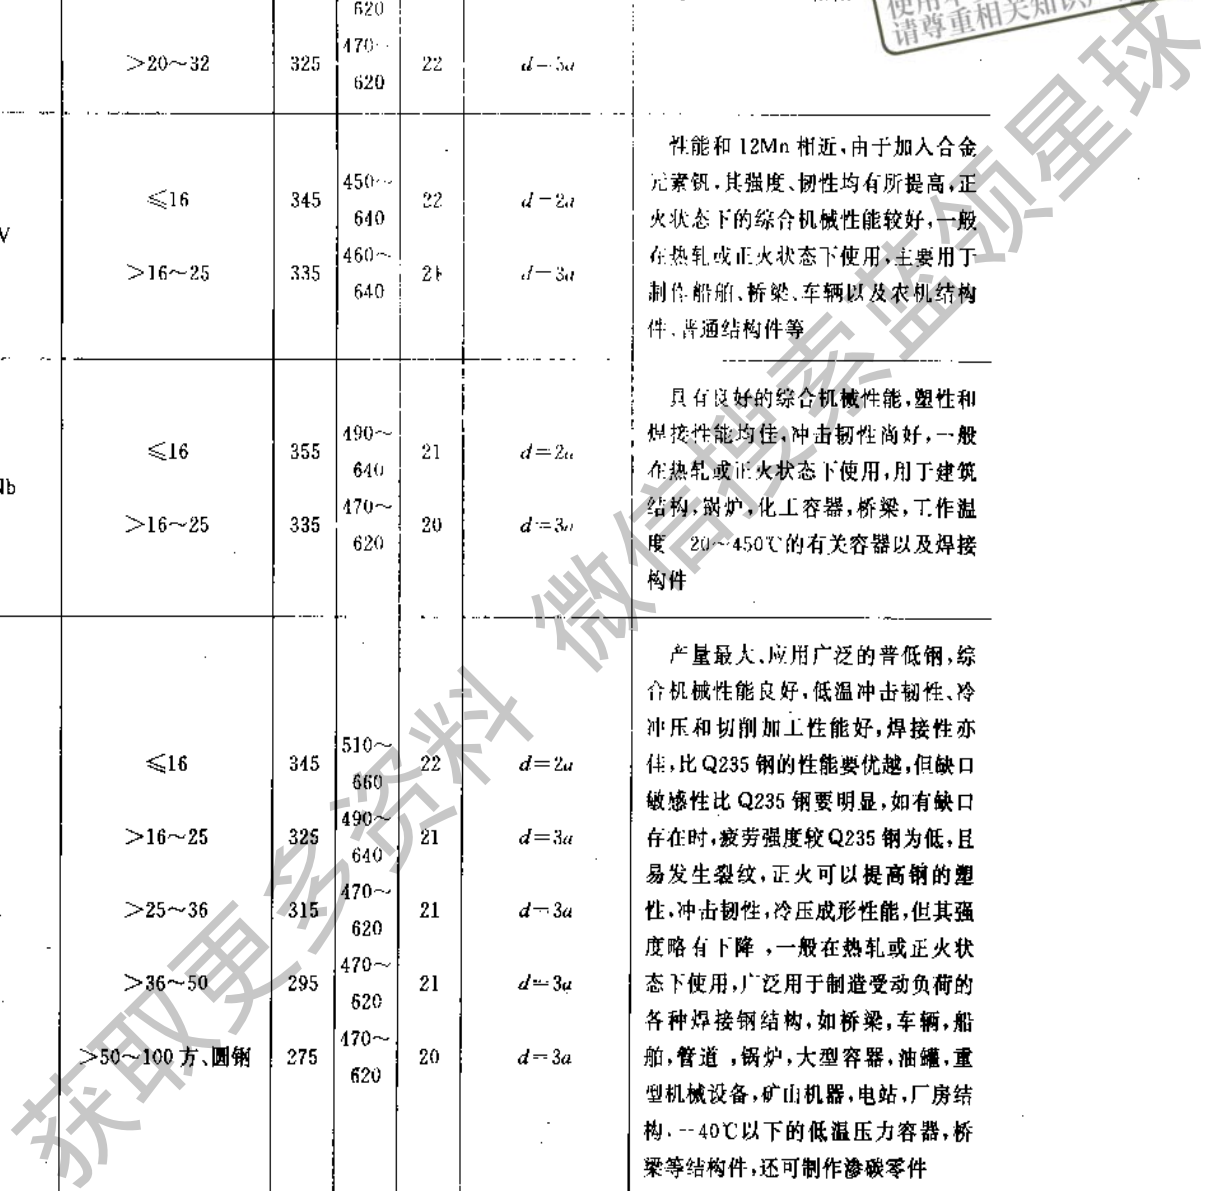 620
使用本
请尊重相关知识产
>20~32 325 470~ 22 d=3a
620
性能和 12Mn 相近,由于加入合金
元素钒,其强度、韧性均有所提高,正
火状态下的综合机械性能较好,一般
在热轧或正火状态下使用,主要用于
制作船舶、桥梁、车辆以及农机结构
件、普通结构件等
≤16 345 450~ 22 d=2a
640
V
>16~25 335 460~ 21 d=3a
640
具有良好的综合机械性能,塑性和
焊接性能均佳,冲击韧性尚好,一般
在热轧或正火状态下使用,用于建筑
结构,锅炉,化工容器,桥梁,工作温
度-20~450℃的有关容器以及焊接
构件
≤16 355 490~ 21 d=2a
640
Nb
>16~25 335 470~ 20 d=3a
620
产量最大、应用广泛的普低钢,综
合机械性能良好,低温冲击韧性、冷
冲压和切削加工性能好,焊接性亦
佳,比 Q235 钢的性能要优越,但缺口
敏感性比 Q235 钢要明显,如有缺口
存在时,疲劳强度较 Q235 钢为低,且
易发生裂纹,正火可以提高钢的塑
性,冲击韧性,冷压成形性能,但其强
度略有下降,一般在热轧或正火状
态下使用,广泛用于制造受动负荷的
各种焊接钢结构,如桥梁,车辆,船
舶,管道,锅炉,大型容器,油罐,重
型机械设备,矿山机器,电站,厂房结
构,-40℃以下的低温压力容器,桥
梁等结构件,还可制作渗碳零件
≤16 345 510~ 22 d=2a
660
>16~25 325 490~ 21 d=3a
640
>25~36 315 470~ 21 d=3a
620
>36~50 295 470~ 21 d=3a
620
>50~100 方、圆钢 275 470~ 20 d=3a
620
获取更多资料 微信搜索蓝领星球